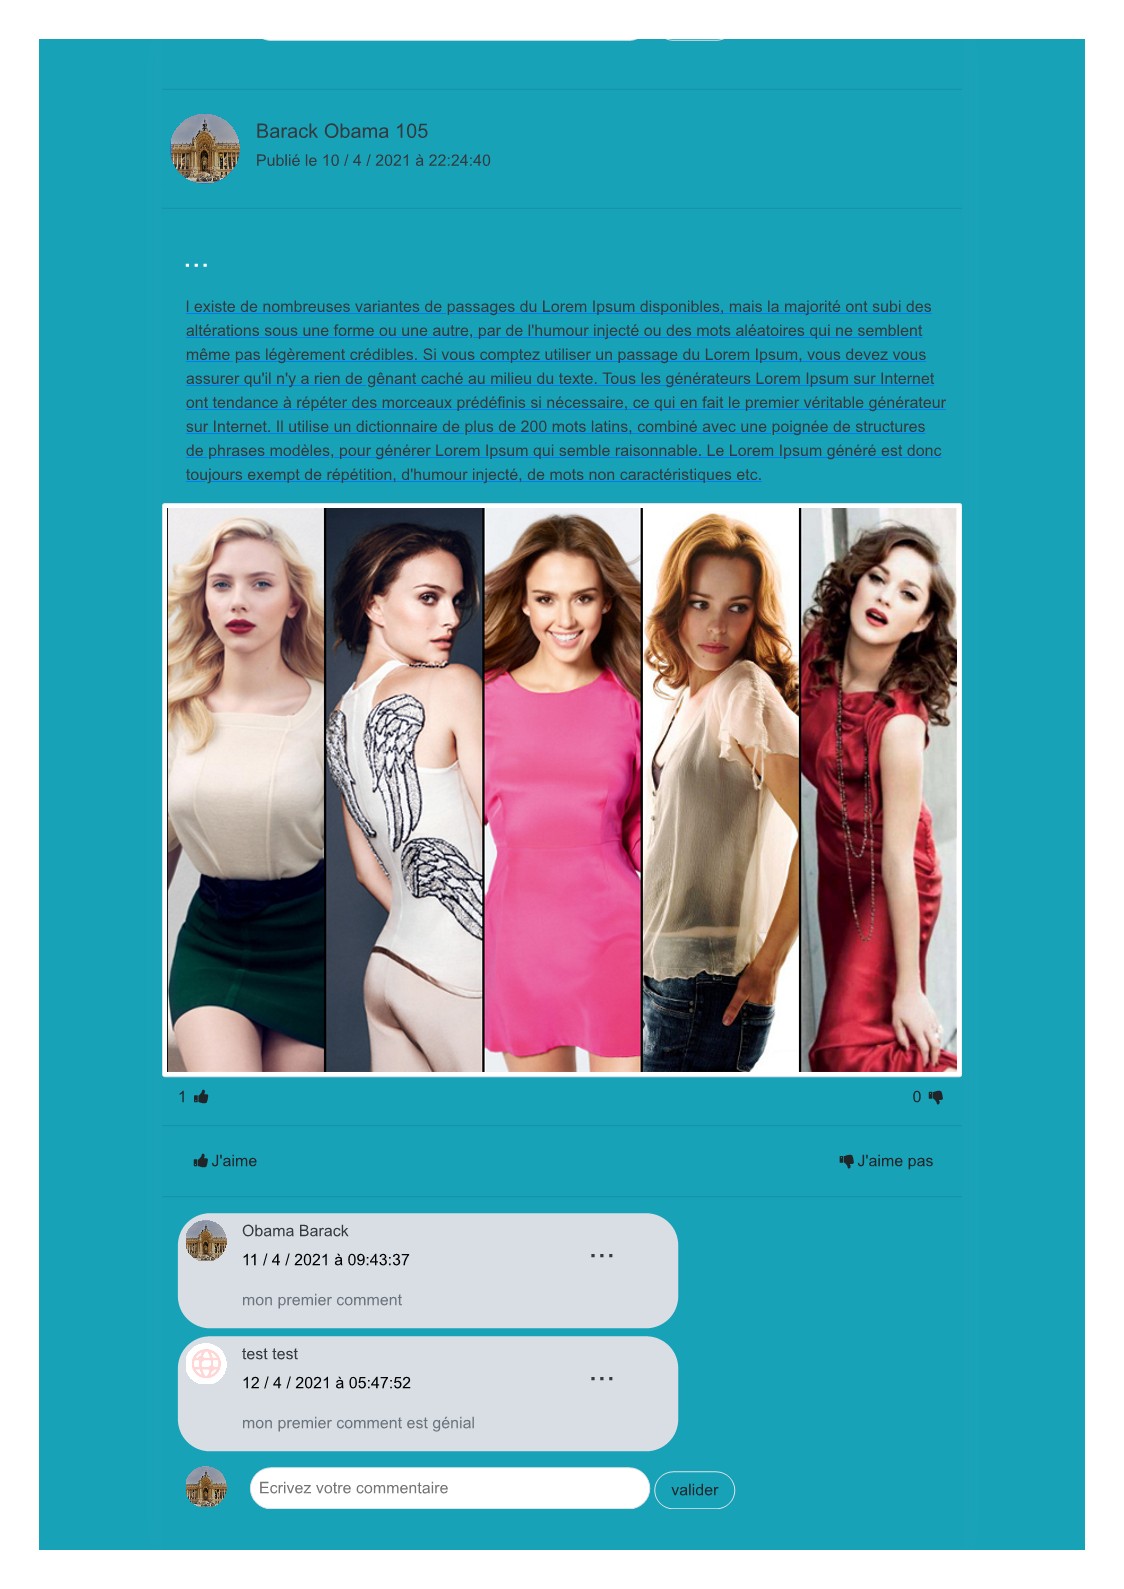 Barack Obama 105
Publié le 10 / 4 / 2021 à 22:24:40
...
l existe de nombreuses variantes de passages du Lorem Ipsum disponibles, mais la majorité ont subi des
altérations sous une forme ou une autre, par de l'humour injecté ou des mots aléatoires qui ne semblent
même pas légèrement crédibles. Si vous comptez utiliser un passage du Lorem Ipsum, vous devez vous
assurer qu'il n'y a rien de gênant caché au milieu du texte. Tous les générateurs Lorem Ipsum sur Internet
ont tendance à répéter des morceaux prédéfinis si nécessaire, ce qui en fait le premier véritable générateur
sur Internet. Il utilise un dictionnaire de plus de 200 mots latins, combiné avec une poignée de structures
de phrases modèles, pour générer Lorem Ipsum qui semble raisonnable. Le Lorem Ipsum généré est donc
toujours exempt de répétition, d'humour injecté, de mots non caractéristiques etc.
1 0
J'aime J'aime pas
Obama Barack
11 / 4 / 2021 à 09:43:37 ...
mon premier comment
test test
12 / 4 / 2021 à 05:47:52 ...
mon premier comment est génial
Ecrivez votre commentaire valider